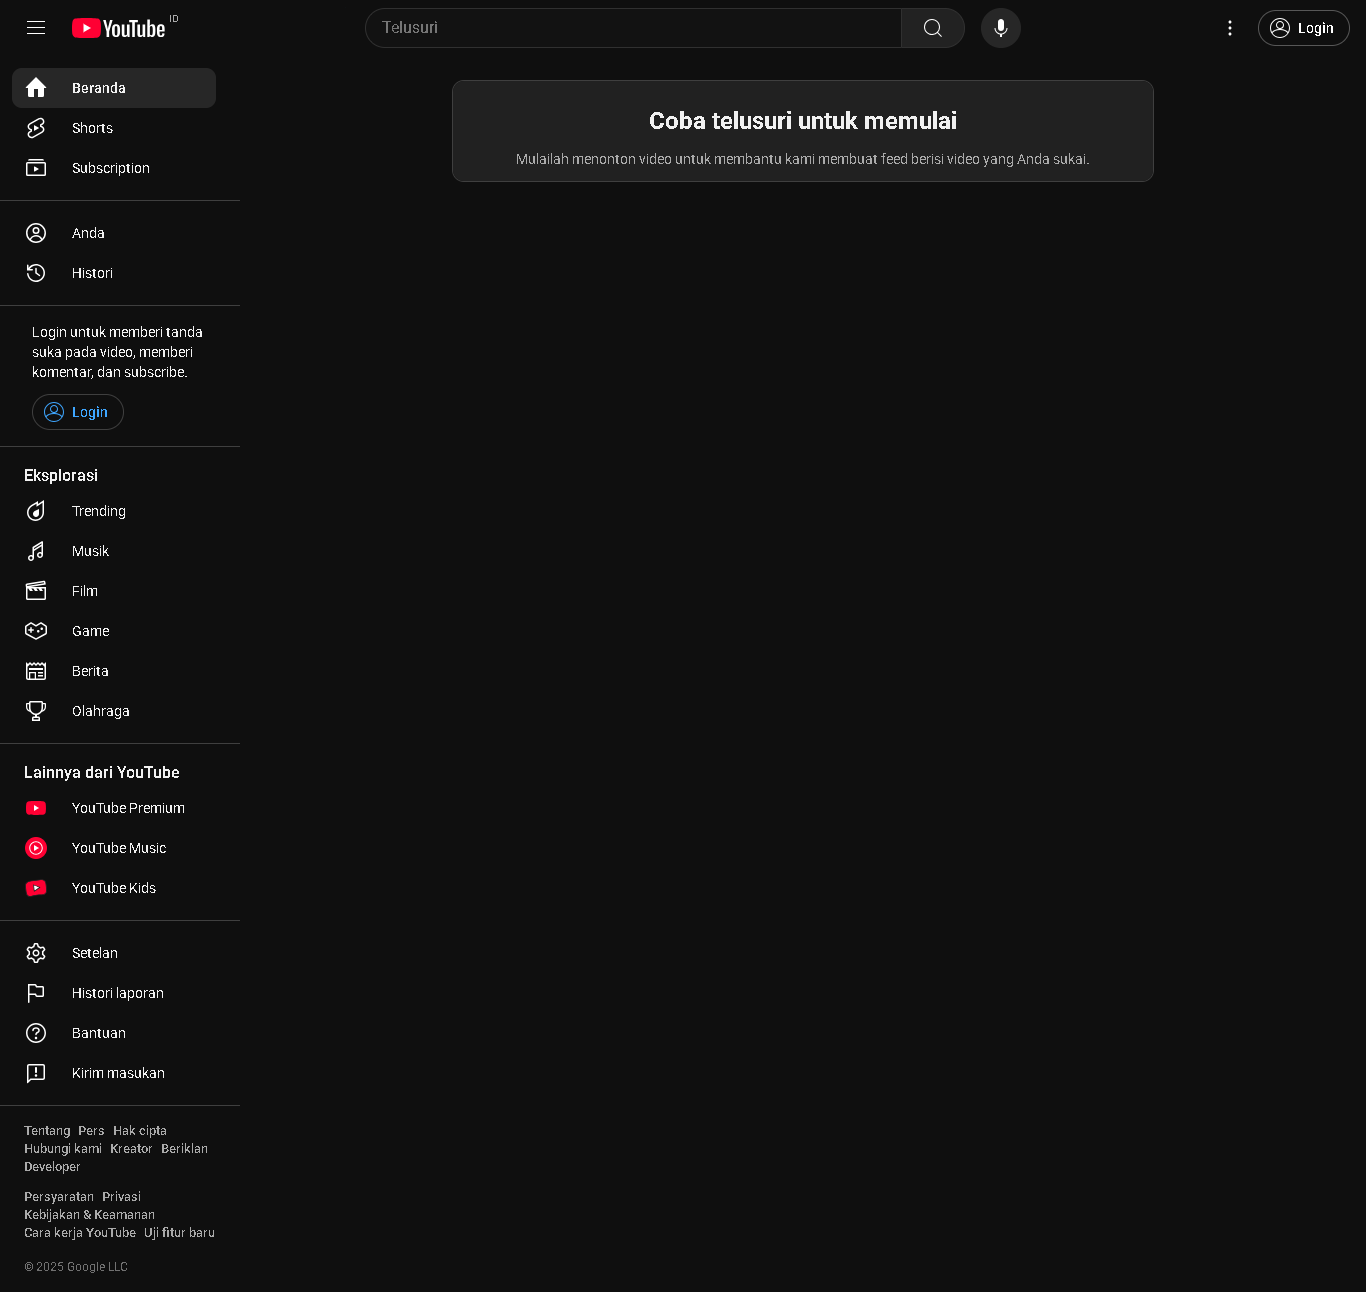 YouTube ID
Telusuri
Login
Beranda
Shorts
Subscription
Anda
Histori
Login untuk memberi tanda
suka pada video, memberi
komentar, dan subscribe.
Login
Eksplorasi
Trending
Musik
Film
Game
Berita
Olahraga
Lainnya dari YouTube
YouTube Premium
YouTube Music
YouTube Kids
Setelan
Histori laporan
Bantuan
Kirim masukan
Tentang Pers Hak cipta
Hubungi kami Kreator Beriklan
Developer
Persyaratan Privasi
Kebijakan & Keamanan
Cara kerja YouTube Uji fitur baru
© 2025 Google LLC
Coba telusuri untuk memulai
Mulailah menonton video untuk membantu kami membuat feed berisi video yang Anda sukai.